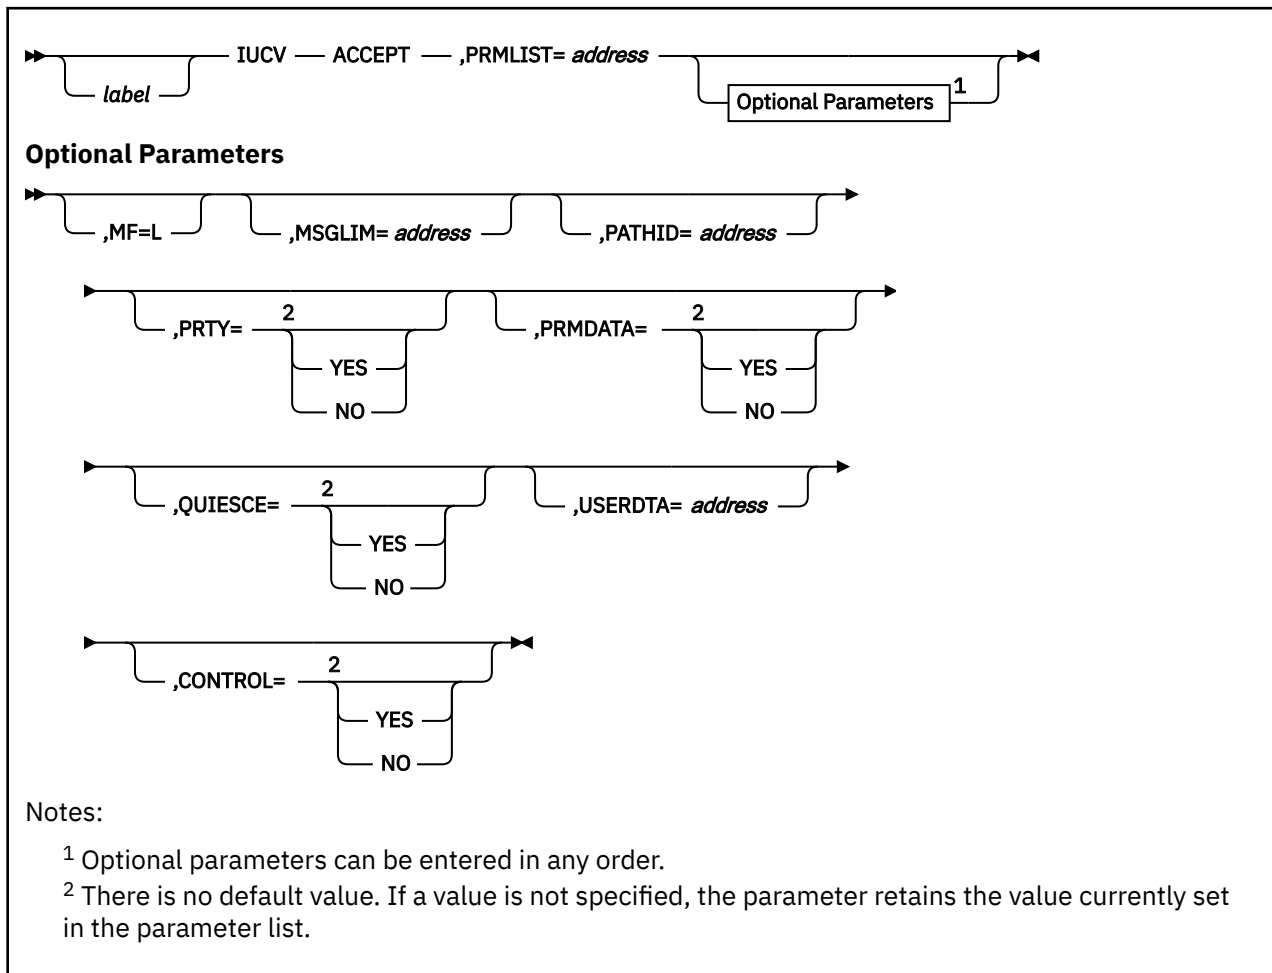 label IUCV ACCEPT ,PRMLIST= address
Optional Parameters 1
Optional Parameters
,MF=L ,MSGLIM= address ,PATHID= address
,PRTY= 2 ,PRMDATA= 2
YES YES
NO NO
,QUIESCE= 2 ,USERDTA= address
YES
NO
,CONTROL= 2
YES
NO
Notes:
1 Optional parameters can be entered in any order.
2 There is no default value. If a value is not specified, the parameter retains the value currently set
in the parameter list.